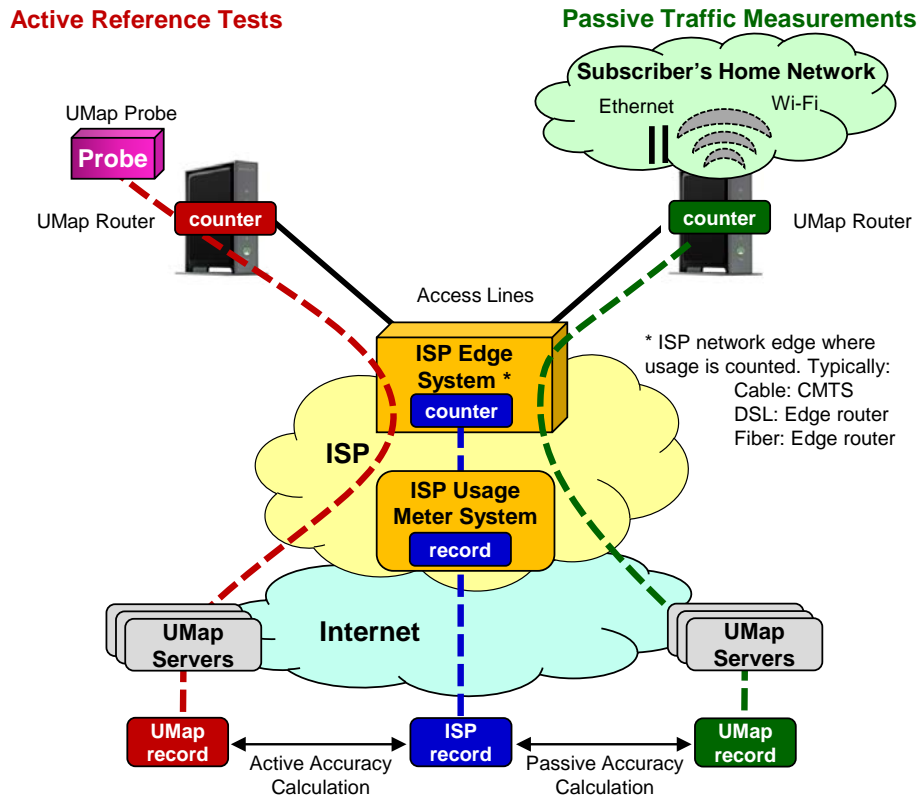 Active Reference Tests
Passive Traffic Measurements
Subscriber's Home Network
Ethernet
Wi-Fi
UMap Probe
Probe
UMap Router
counter
counter
UMap Router
Access Lines
ISP Edge
System *
counter
* ISP network edge where
usage is counted. Typically:
Cable: CMTS
DSL: Edge router
Fiber: Edge router
ISP
ISP Usage
Meter System
record
Internet
UMap
Servers
UMap
Servers
UMap
record
Active Accuracy
Calculation
ISP
record
Passive Accuracy
Calculation
UMap
record